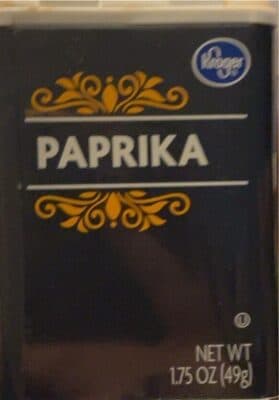 Kroger
PAPRIKA
U
NET WT
1.75 OZ (49g)